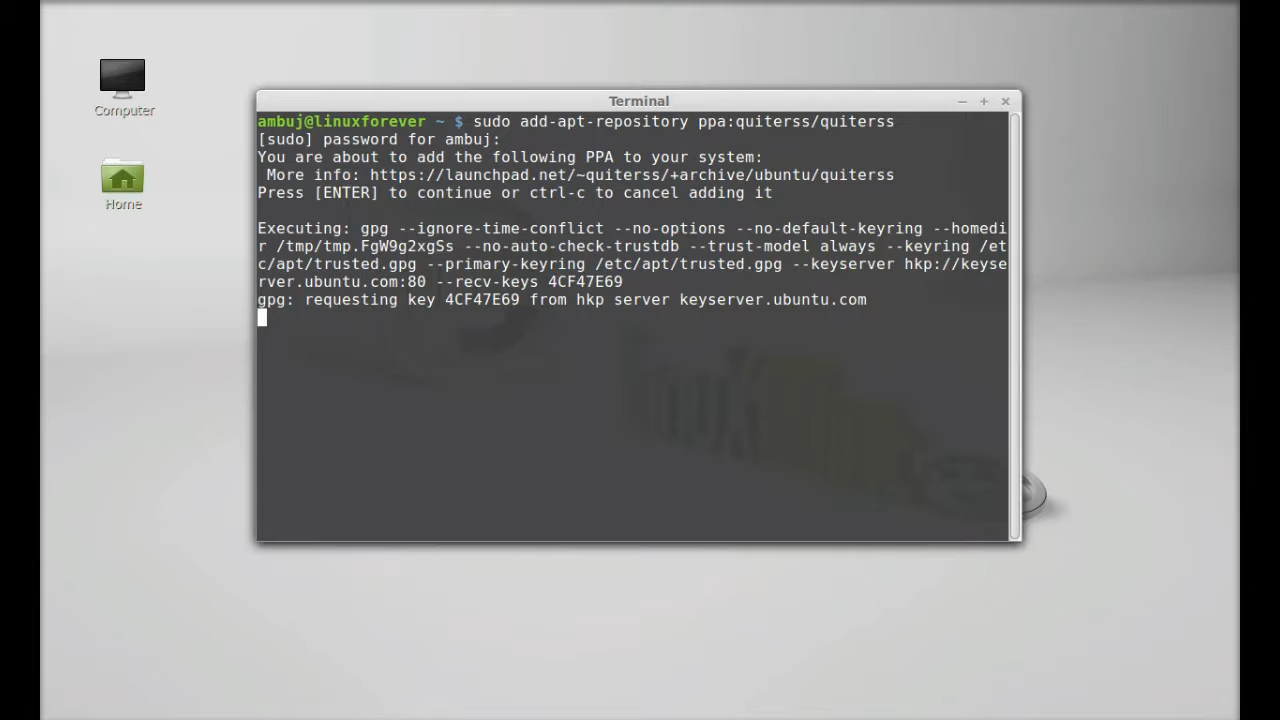 Computer
Home
Terminal
ambuj@linuxforever ~ $ sudo add-apt-repository ppa:quiterss/quiterss
[sudo] password for ambuj:
You are about to add the following PPA to your system:
 More info: https://launchpad.net/~quiterss/+archive/ubuntu/quiterss
Press [ENTER] to continue or ctrl-c to cancel adding it
Executing: gpg --ignore-time-conflict --no-options --no-default-keyring --homedi
r /tmp/tmp.FgW9g2xgSs --no-auto-check-trustdb --trust-model always --keyring /et
c/apt/trusted.gpg --primary-keyring /etc/apt/trusted.gpg --keyserver hkp://keyse
rver.ubuntu.com:80 --recv-keys 4CF47E69
gpg: requesting key 4CF47E69 from hkp server keyserver.ubuntu.com